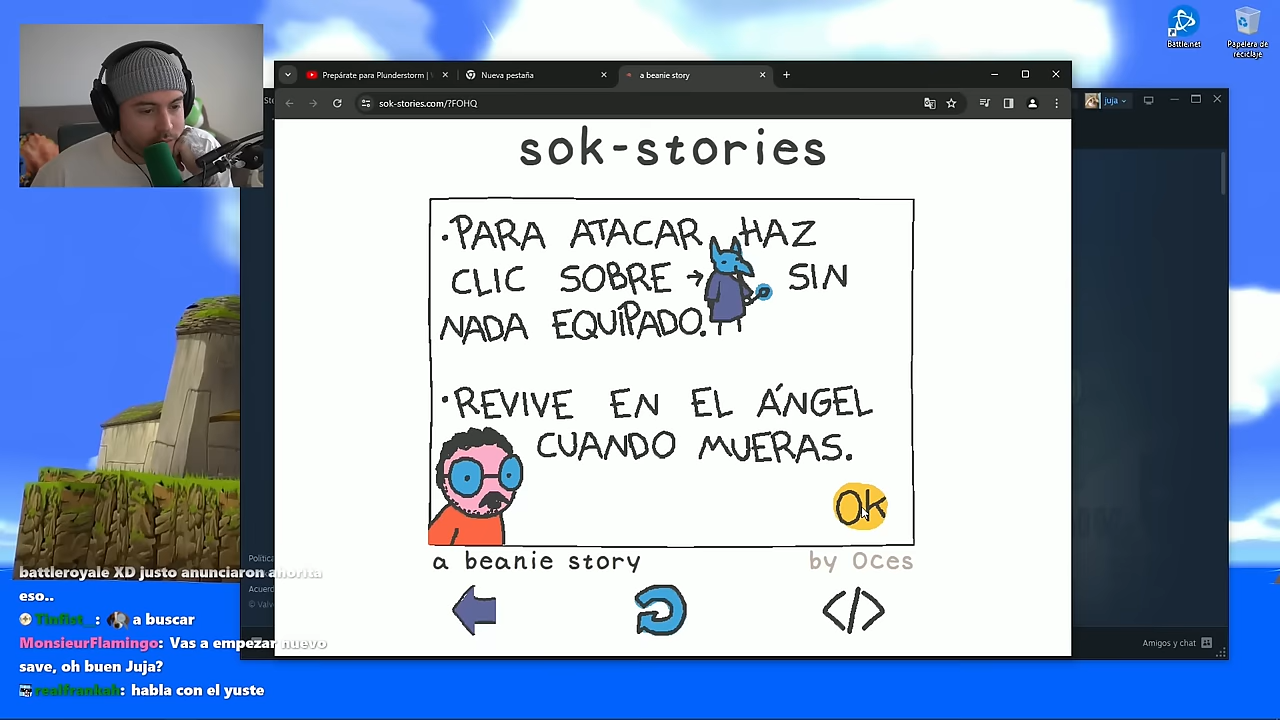 Battle.net
Papelera de
reciclaje
Prepárate para Plunderstorm |
Nueva pestaña
a beanie story
sok-stories.com/?FOHQ
juja
sok-stories
·PARA ATACAR HAZ
CLIC SOBRE → SIN
NADA EQUIPADO.
·REVIVE EN EL ÁNGEL
CUANDO MUERAS.
OK
a beanie story
by Oces
</>
Amigos y chat
battleroyale XD justo anunciaron ahorita
eso..
Tinfist_: a buscar
MonsieurFlamingo: Vas a empezar nuevo
save, oh buen Juja?
realfrankah: habla con el yuste